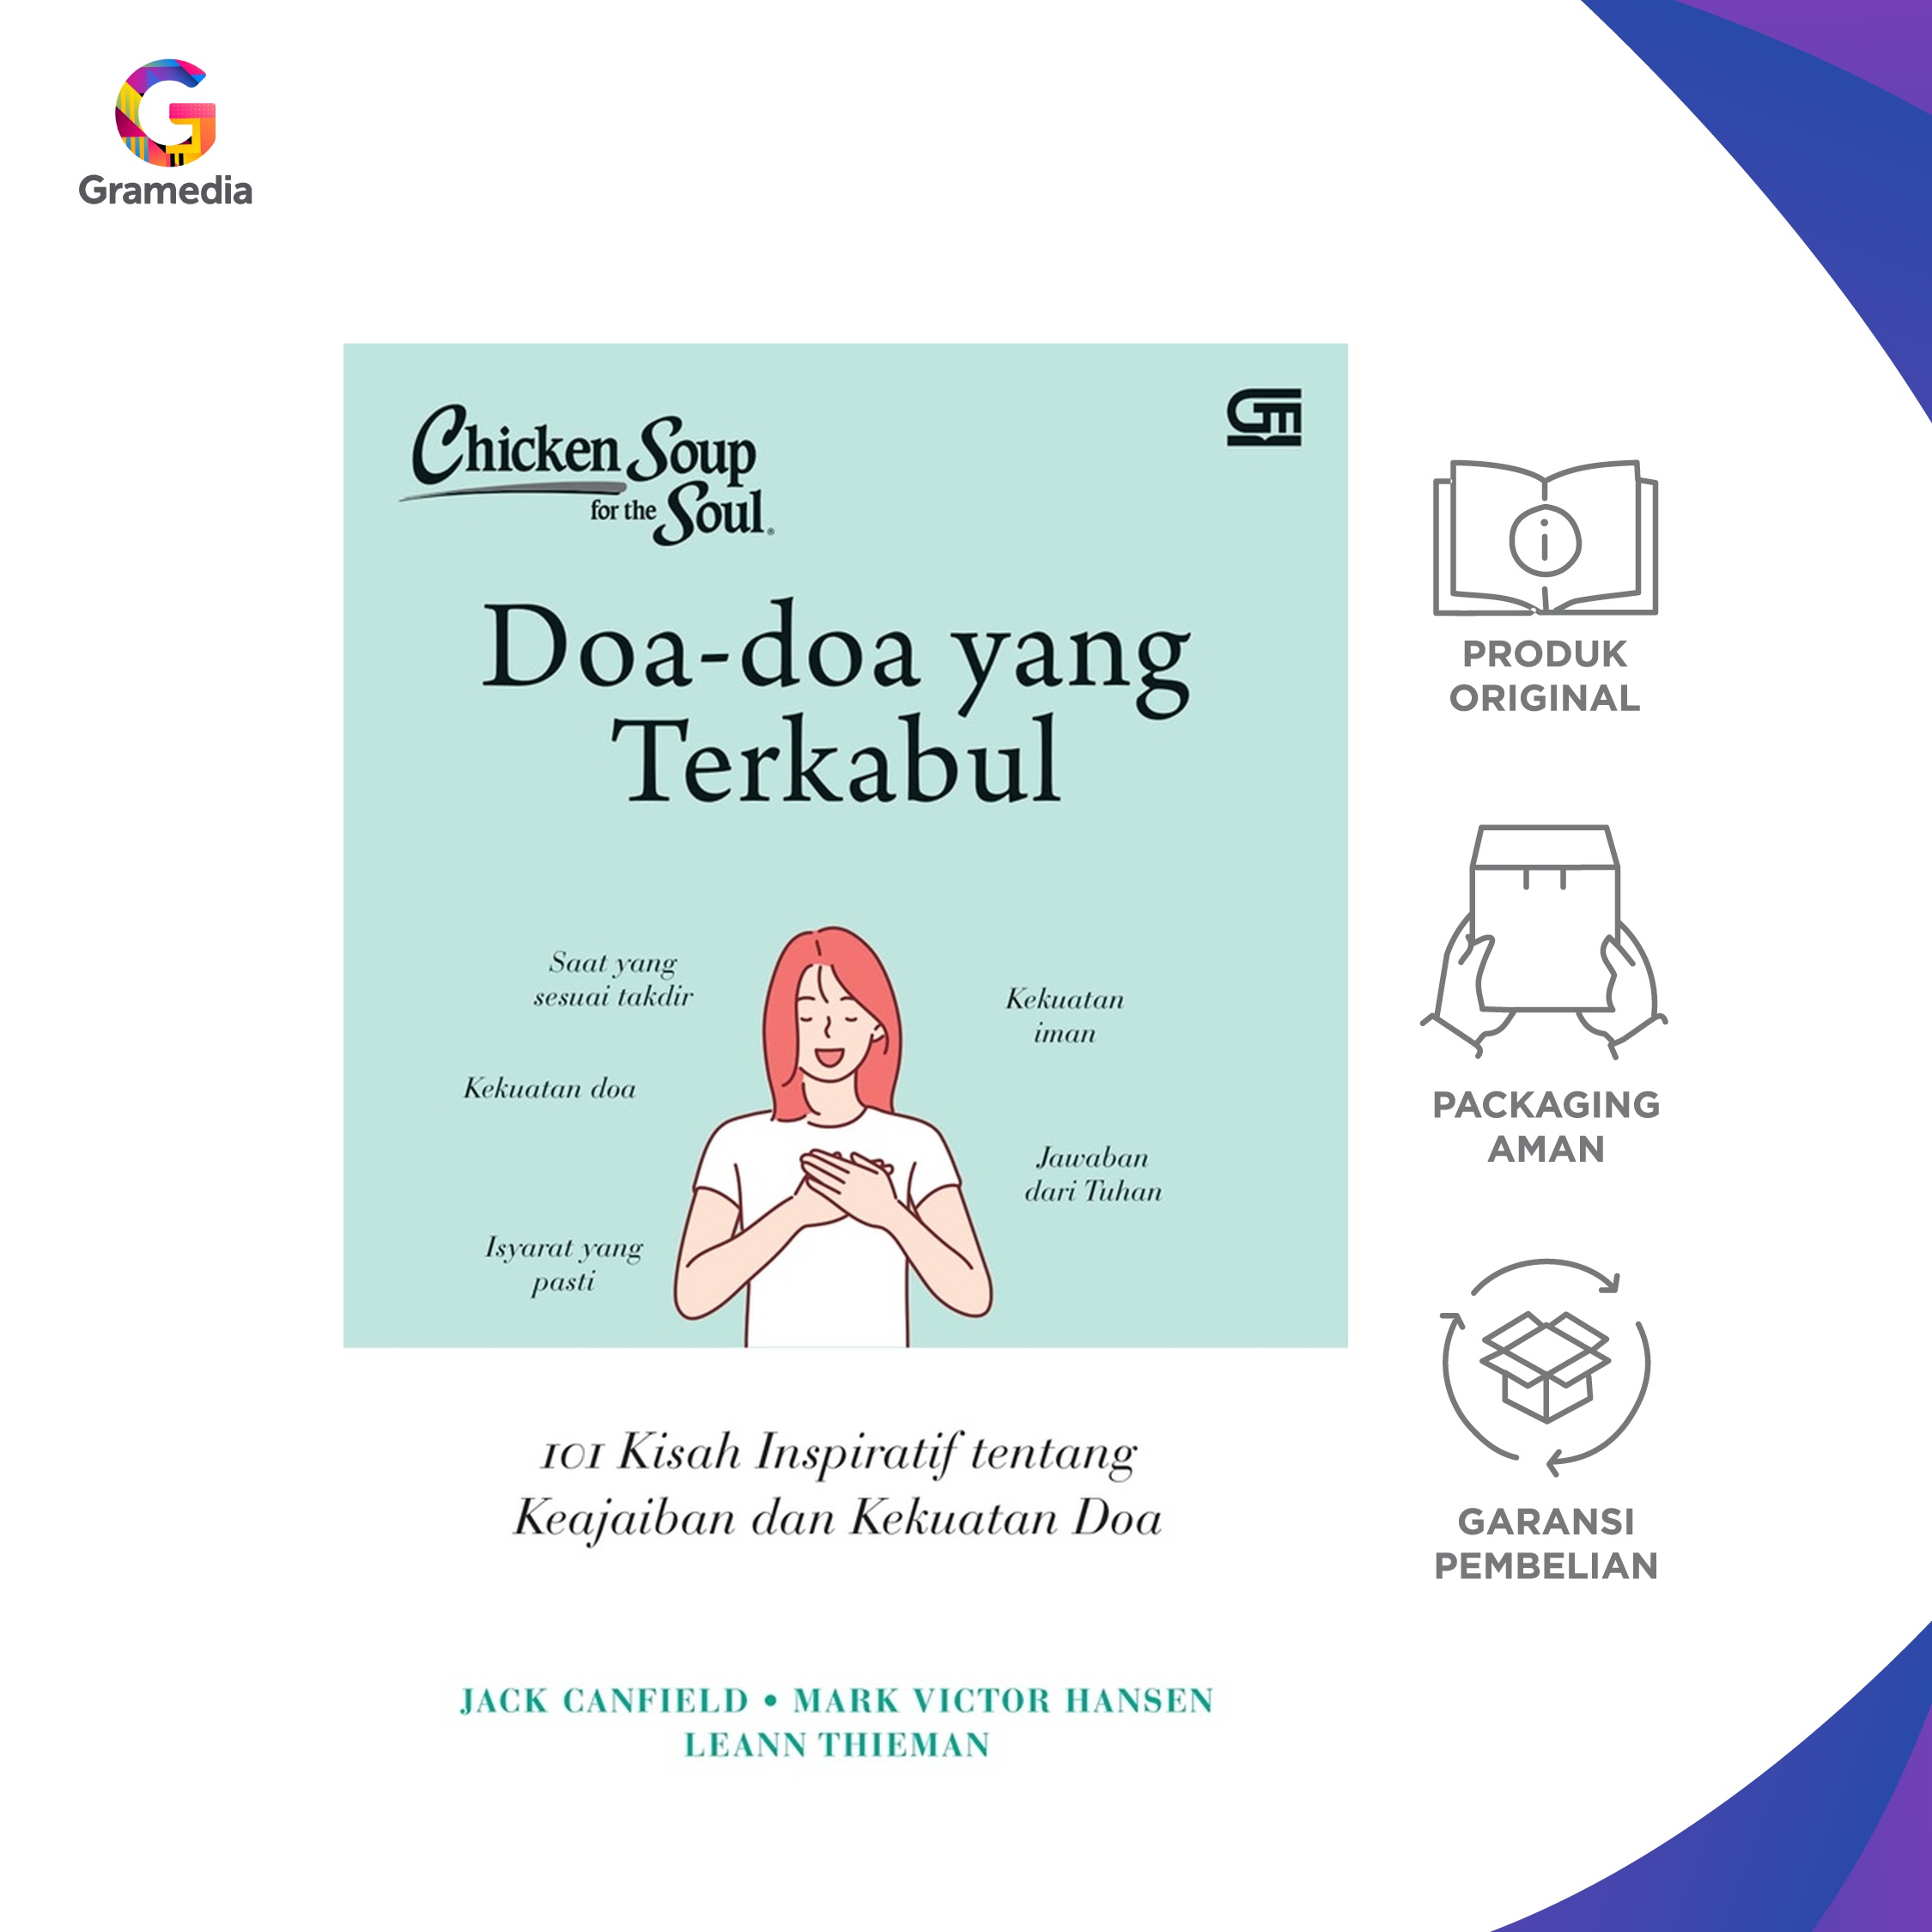 Gramedia
Chicken Soup
for the Soul®
GM
Doa-doa yang
Terkabul
Saat yang
sesuai takdir
Kekuatan
iman
Kekuatan doa
Jawaban
dari Tuhan
Isyarat yang
pasti
101 Kisah Inspiratif tentang
Keajaiban dan Kekuatan Doa
JACK CANFIELD • MARK VICTOR HANSEN
LEANN THIEMAN
PRODUK
ORIGINAL
PACKAGING
AMAN
GARANSI
PEMBELIAN